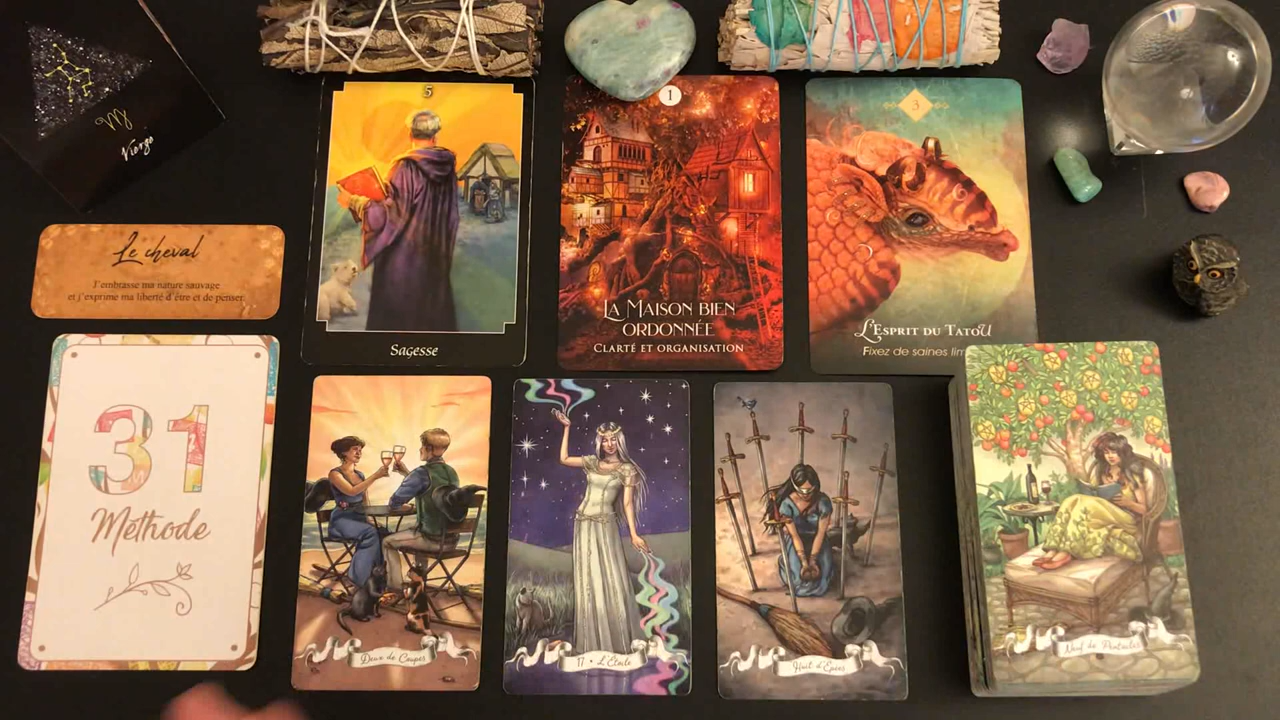 Vierge
5
Sagesse
1
LA MAISON BIEN
ORDONNÉE
CLARTÉ ET ORGANISATION
3
L'ESPRIT DU TATOU
Fixez de saines
Le cheval
J'embrasse ma nature sauvage
et j'exprime ma liberté d'être et de penser
31
Méthode
Deux de Coupes
17 • L'Étoile
Huit d'Épées
Neuf de Pentacles